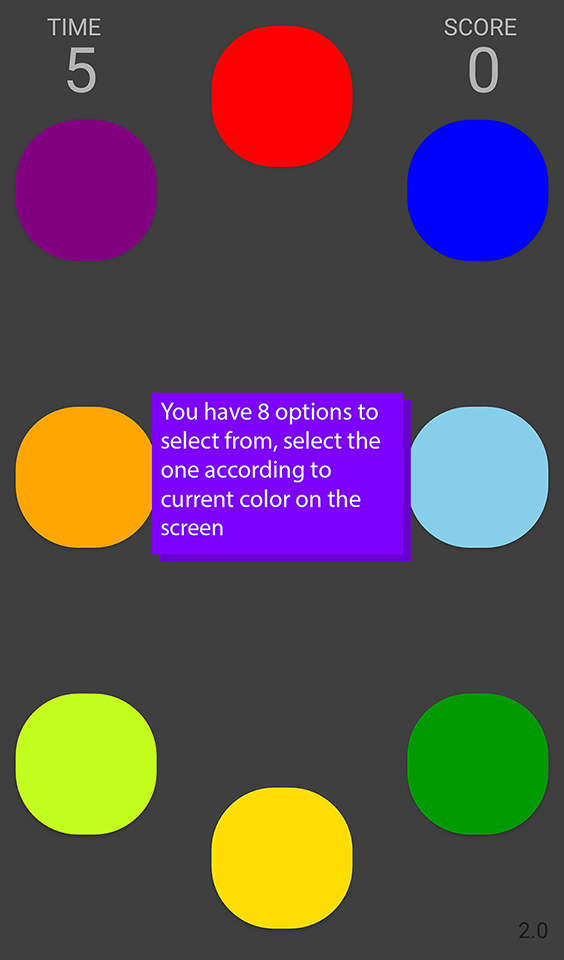 TIME
5
SCORE
0
You have 8 options to
select from, select the
one according to
current color on the
screen
2.0